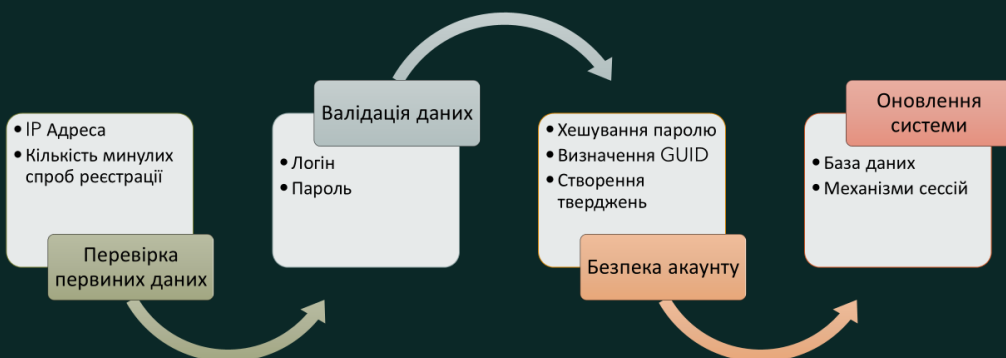 • IP Адреса
• Кількість минулих
спроб реєстрації
Перевірка
первиних даних
Валідація даних
• Логін
• Пароль
• Хешування паролю
• Визначення GUID
• Створення
тверджень
Безпека акаунту
Оновлення
системи
• База даних
• Механізми сессій